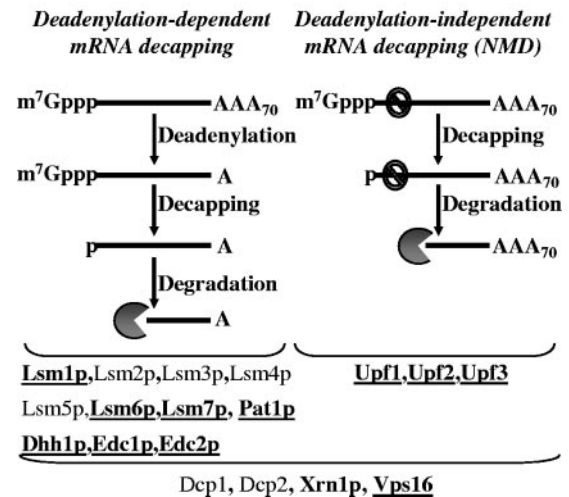 Deadenylation-dependent
mRNA decapping
m⁷Gppp AAA₇₀
Deadenylation
m⁷Gppp A
Decapping
p A
Degradation
A
Lsm1p,Lsm2p,Lsm3p,Lsm4p
Lsm5p,Lsm6p,Lsm7p, Pat1p
Dhh1p,Edc1p,Edc2p
Deadenylation-independent
mRNA decapping (NMD)
m⁷Gppp AAA₇₀
Decapping
p AAA₇₀
Degradation
AAA₇₀
Upf1,Upf2,Upf3
Dcp1, Dcp2, Xrn1p, Vps16